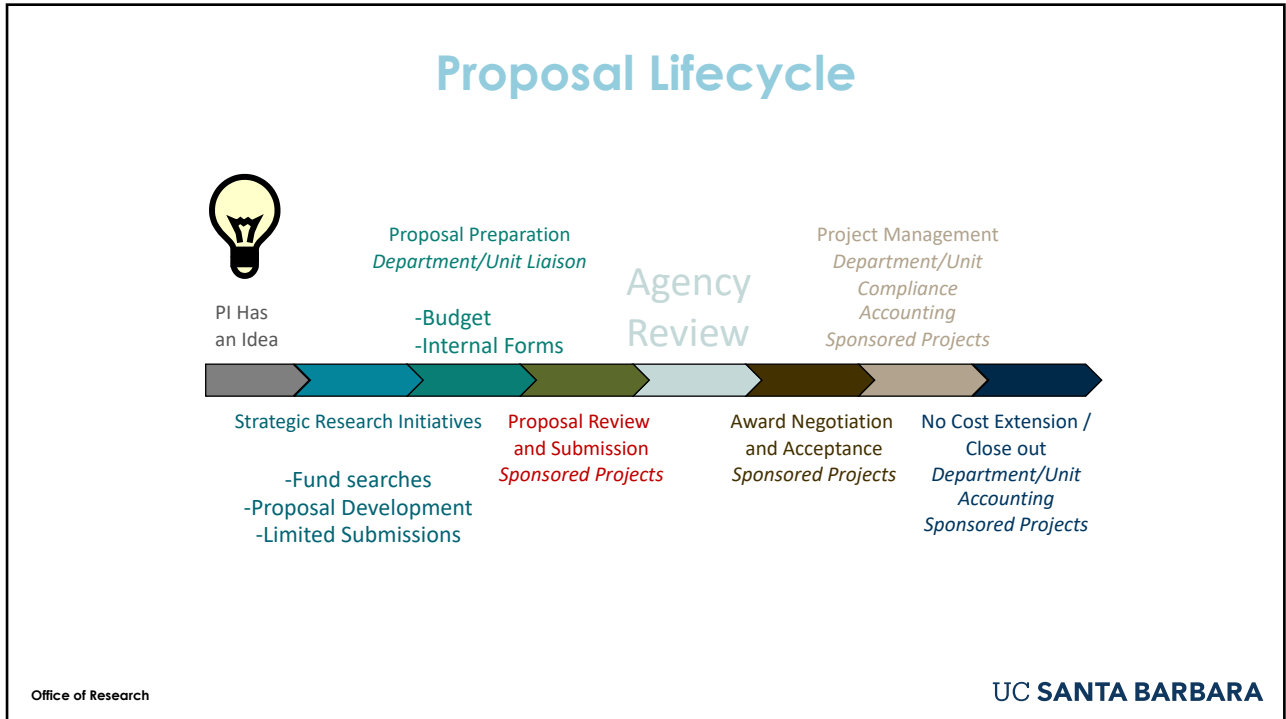 Proposal Lifecycle
PI Has
an Idea
Proposal Preparation
Department/Unit Liaison
-Budget
-Internal Forms
Agency
Review
Project Management
Department/Unit
Compliance
Accounting
Sponsored Projects
Strategic Research Initiatives
-Fund searches
-Proposal Development
-Limited Submissions
Proposal Review
and Submission
Sponsored Projects
Award Negotiation
and Acceptance
Sponsored Projects
No Cost Extension /
Close out
Department/Unit
Accounting
Sponsored Projects
Office of Research
UC SANTA BARBARA